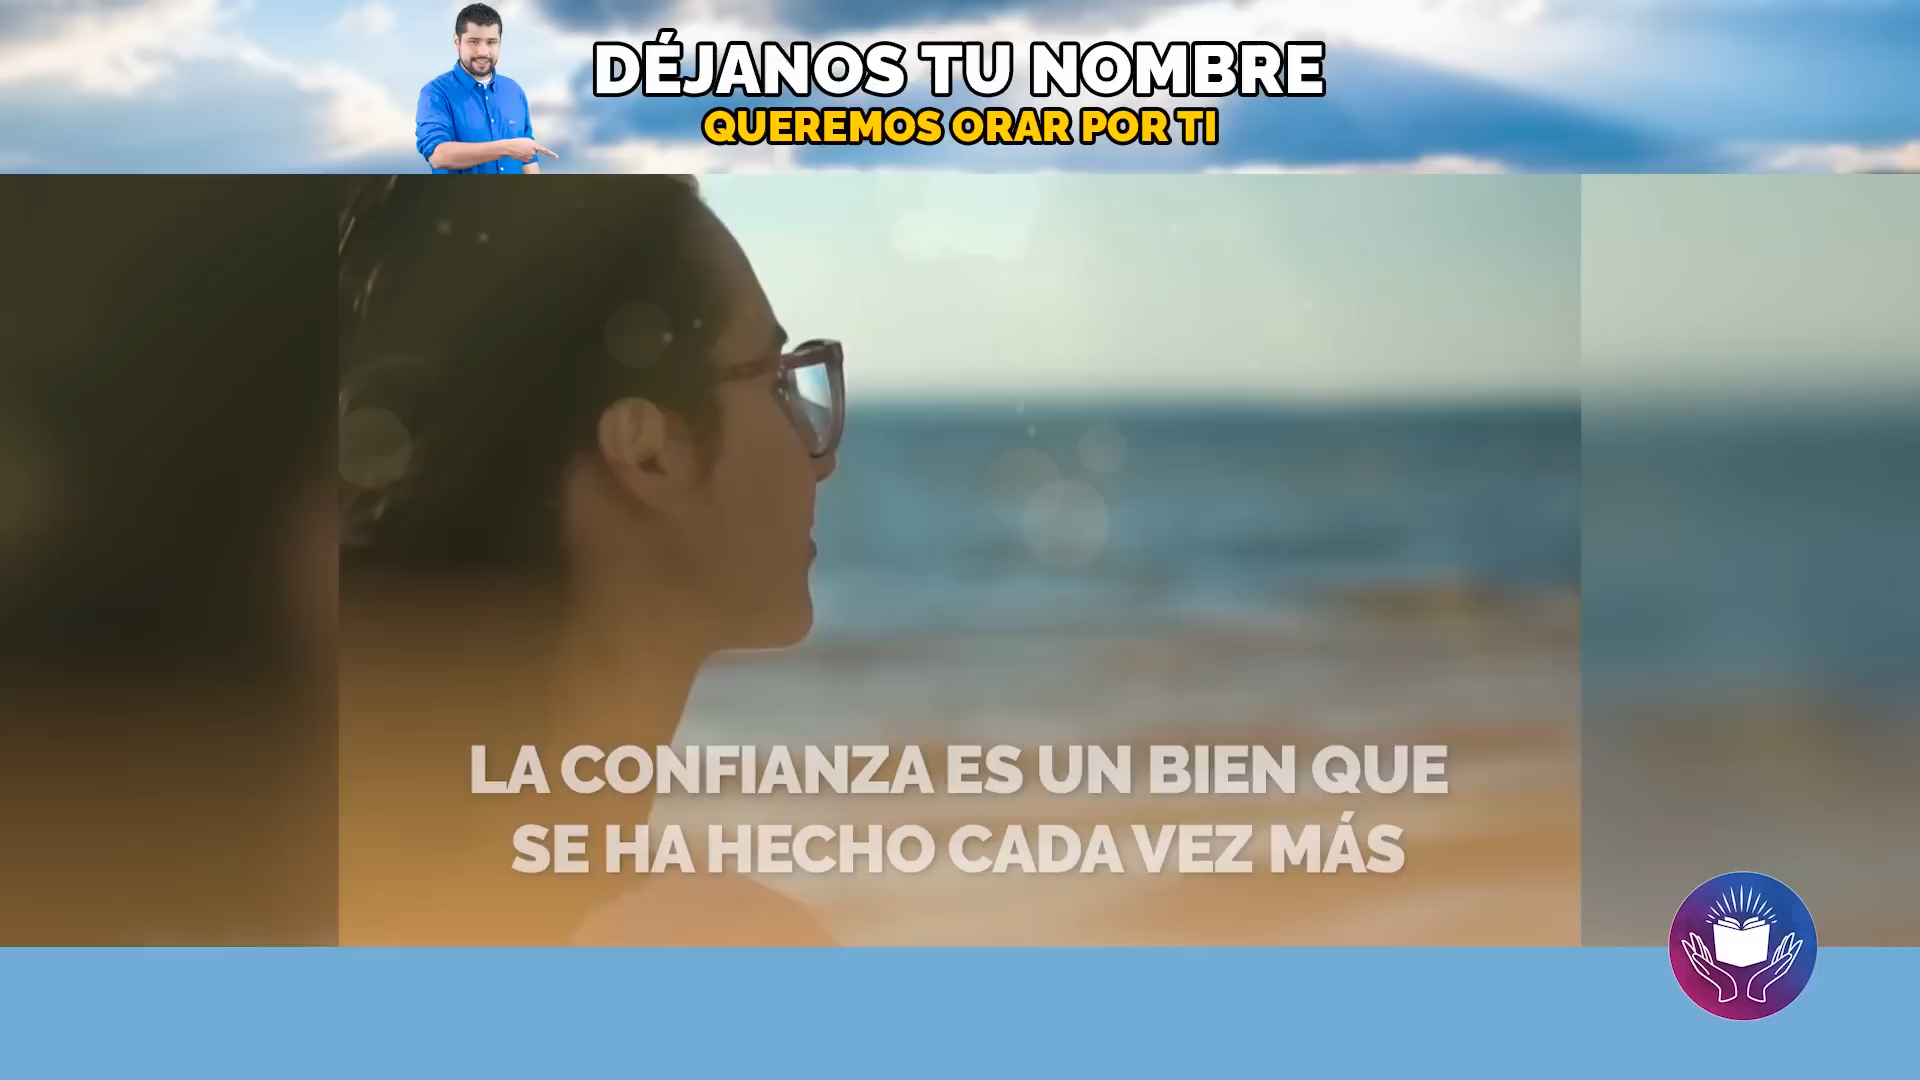 DÉJANOS TU NOMBRE
QUEREMOS ORAR POR TI
LA CONFIANZA ES UN BIEN QUE
SE HA HECHO CADA VEZ MÁS